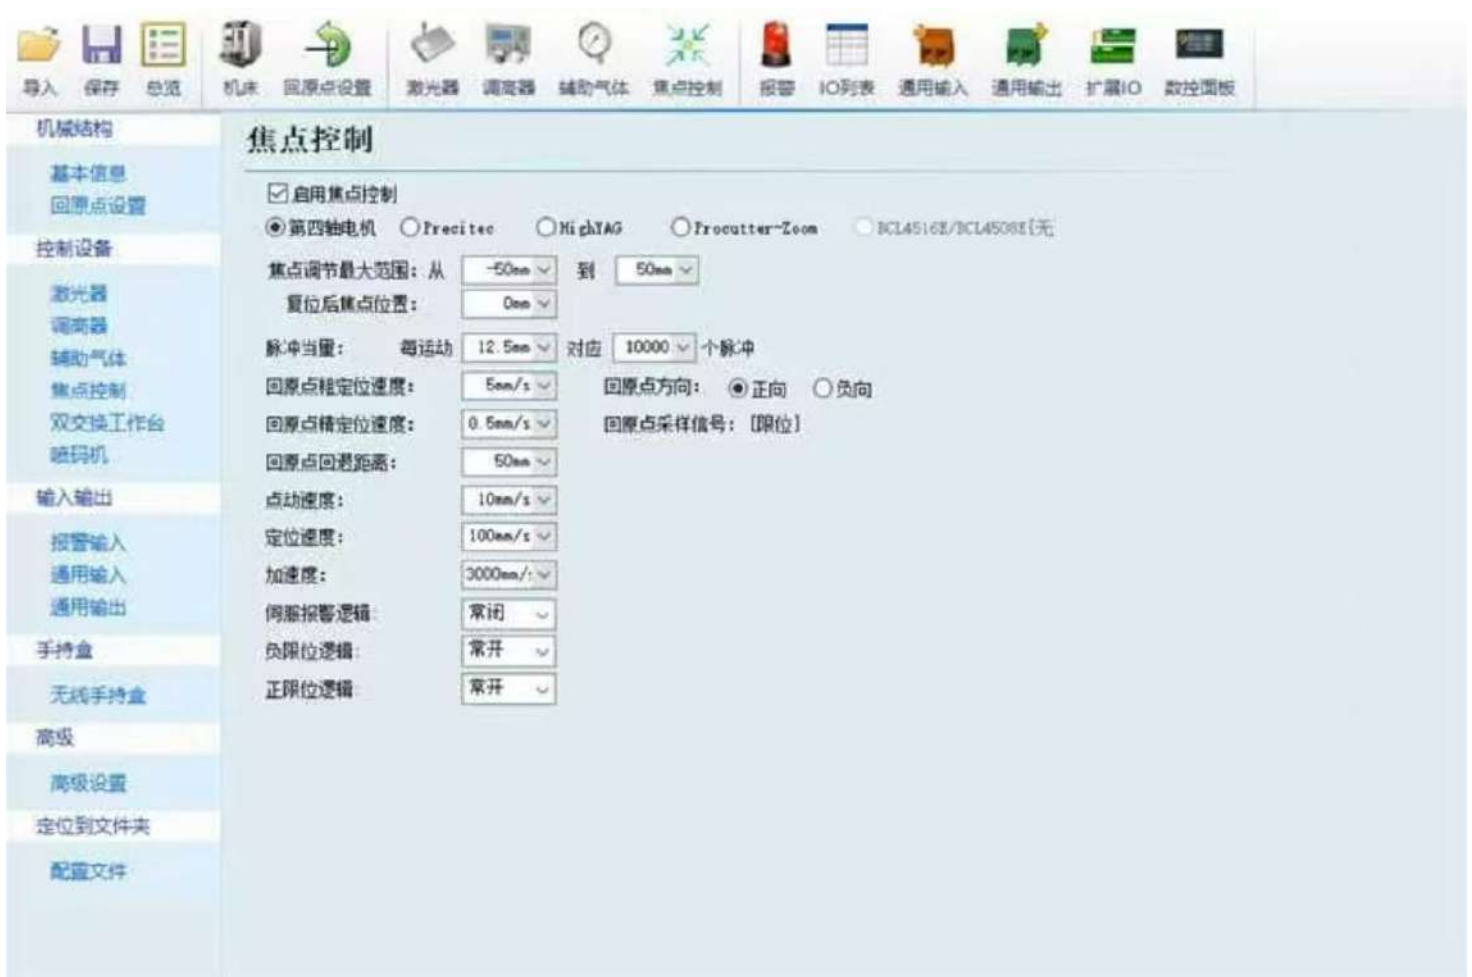 导入 保存 总览 机床 回原点设置 激光器 调高器 辅助气体 焦点控制 报警 IO列表 通用输入 通用输出 扩展IO 数控面板
机械结构
基本信息
回原点设置
控制设备
激光器
调高器
辅助气体
焦点控制
双交换工作台
喷码机
输入输出
报警输入
通用输入
通用输出
手持盒
无线手持盒
高级
高级设置
定位到文件夹
配置文件
焦点控制
启用焦点控制
第四轴电机 Precitec HighYAG Procutter-Zoom BCL4516E/BCL4508E[无
焦点调节最大范围: 从 -50mm 到 50mm
复位后焦点位置: 0mm
脉冲当量: 每运动 12.5mm 对应 10000 个脉冲
回原点粗定位速度: 5mm/s 回原点方向: 正向 负向
回原点精定位速度: 0.5mm/s 回原点采样信号: [限位]
回原点回退距离: 50mm
点动速度: 10mm/s
定位速度: 100mm/s
加速度: 3000mm/s
伺服报警逻辑: 常闭
负限位逻辑: 常开
正限位逻辑: 常开